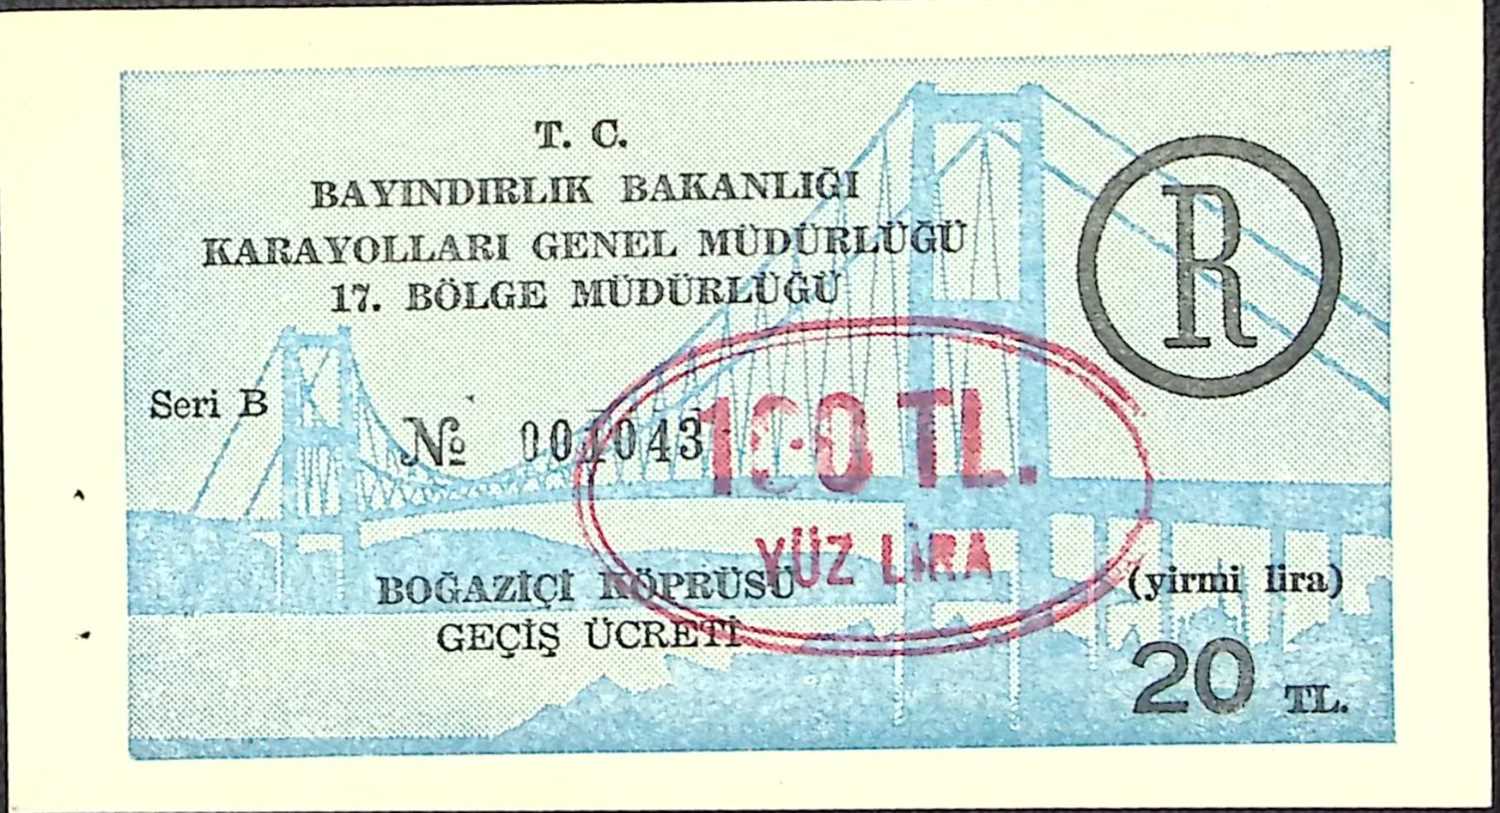 T. C.
BAYINDIRLIK BAKANLIĞI
KARAYOLLARI GENEL MÜDÜRLÜĞÜ
17. BÖLGE MÜDÜRLÜĞÜ
R
Seri B
№ 001043
100 TL.
YÜZ LİRA
BOĞAZİÇİ KÖPRÜSÜ
GEÇİŞ ÜCRETİ
(yirmi lira)
20 TL.